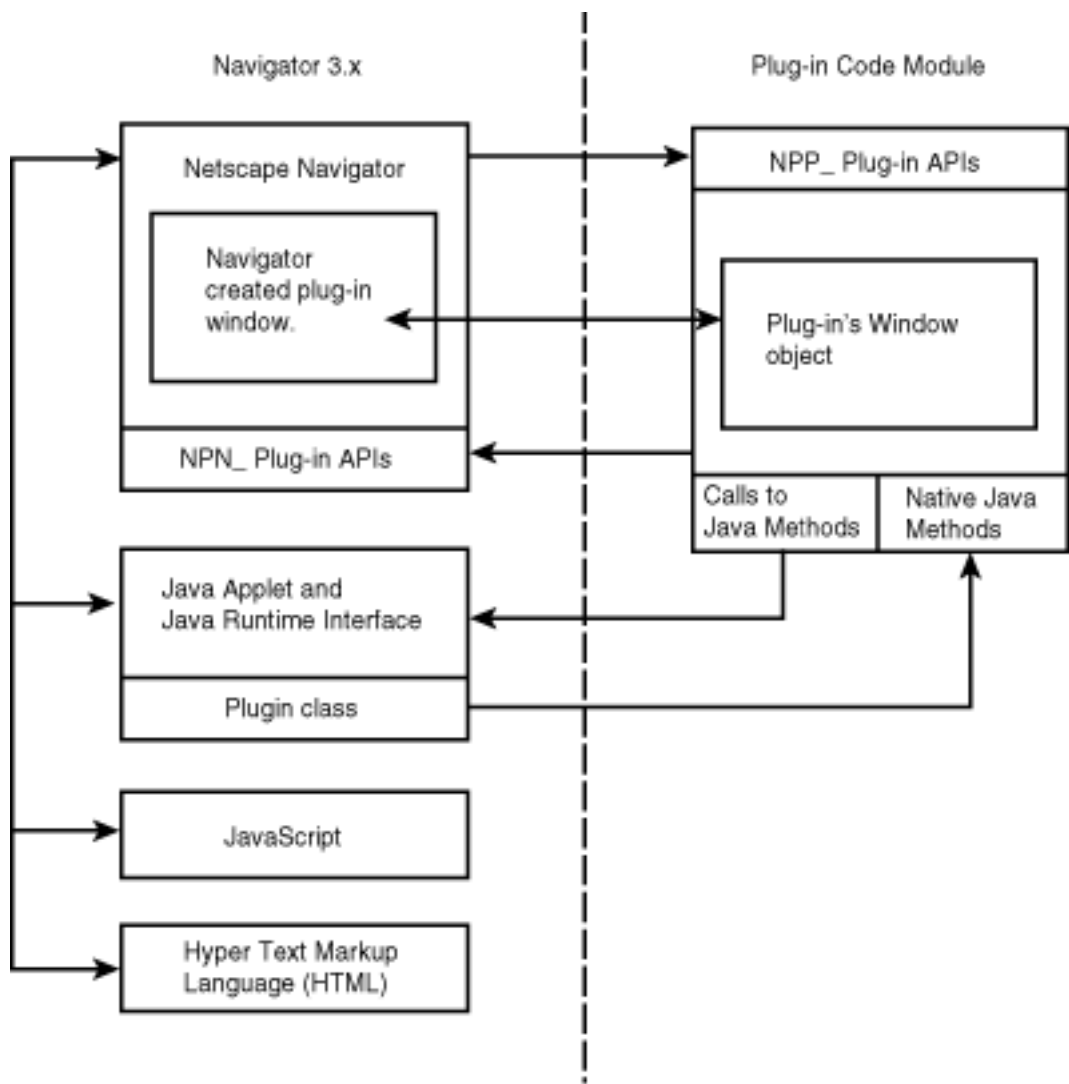 Navigator 3.x
Plug-in Code Module
Netscape Navigator
NPP_ Plug-in APIs
Navigator
created plug-in
window.
Plug-in's Window
object
NPN_ Plug-in APIs
Calls to
Java Methods
Native Java
Methods
Java Applet and
Java Runtime Interface
Plugin class
JavaScript
Hyper Text Markup
Language (HTML)